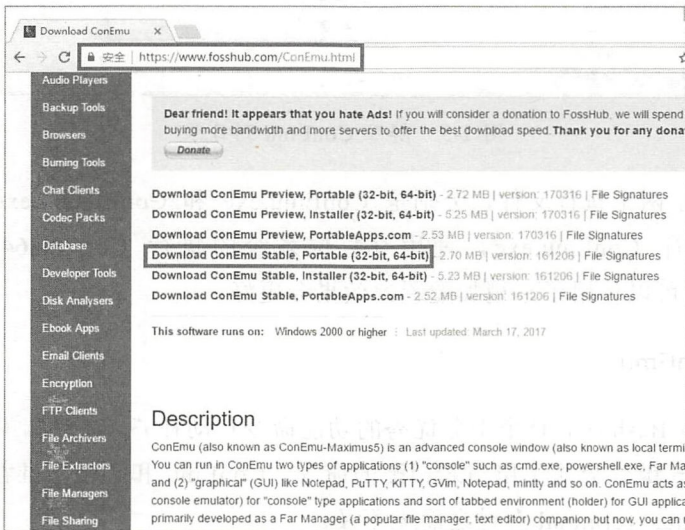 Download ConEmu
安全 | https://www.fosshub.com/ConEmu.html
Audio Players
Backup Tools
Browsers
Burning Tools
Chat Clients
Codec Packs
Database
Developer Tools
Disk Analysers
Ebook Apps
Email Clients
Encryption
FTP Clients
File Archivers
File Extractors
File Managers
File Sharing
Dear friend! It appears that you hate Ads! If you will consider a donation to FossHub, we will spend
buying more bandwidth and more servers to offer the best download speed. Thank you for any dona
Donate
Download ConEmu Preview, Portable (32-bit, 64-bit) - 2.72 MB | version: 170316 | File Signatures
Download ConEmu Preview, Installer (32-bit, 64-bit) - 5.25 MB | version: 170316 | File Signatures
Download ConEmu Preview, PortableApps.com - 2.53 MB | version: 170316 | File Signatures
Download ConEmu Stable, Portable (32-bit, 64-bit) - 2.70 MB | version: 161206 | File Signatures
Download ConEmu Stable, Installer (32-bit, 64-bit) - 5.23 MB | version: 161206 | File Signatures
Download ConEmu Stable, PortableApps.com - 2.52 MB | version: 161206 | File Signatures
This software runs on: Windows 2000 or higher | Last updated: March 17, 2017
Description
ConEmu (also known as ConEmu-Maximus5) is an advanced console window (also known as local termi
You can run in ConEmu two types of applications (1) "console" such as cmd.exe, powershell.exe, Far Ma
and (2) "graphical" (GUI) like Notepad, PuTTY, KiTTY, GVim, Notepad, mintty and so on. ConEmu acts as
console emulator) for "console" type applications and sort of tabbed environment (holder) for GUI applica
primarily developed as a Far Manager (a popular file manager, text editor) companion but now, you can